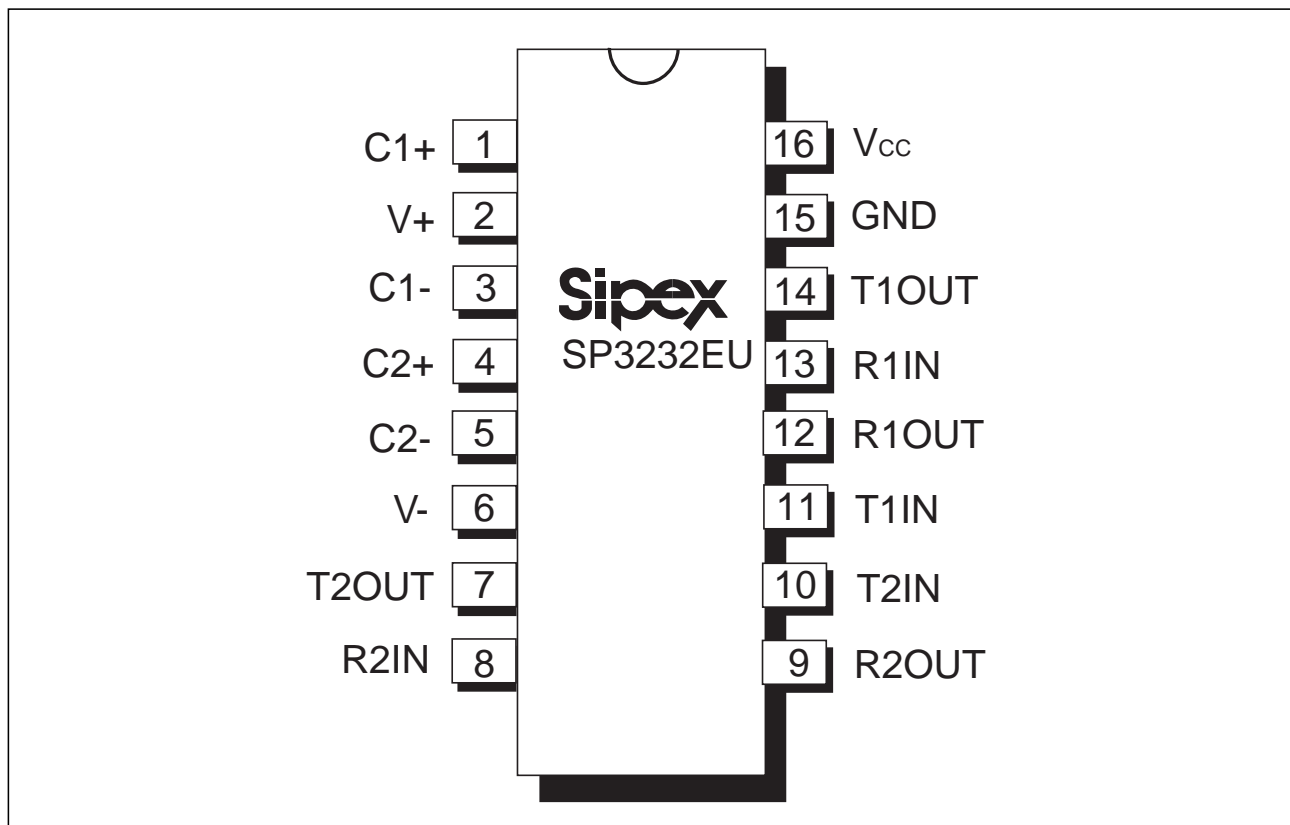 C1+ 1 16 VCC
V+ 2 15 GND
C1- 3 14 T1OUT
Sipex
SP3232EU
C2+ 4 13 R1IN
C2- 5 12 R1OUT
V- 6 11 T1IN
T2OUT 7 10 T2IN
R2IN 8 9 R2OUT